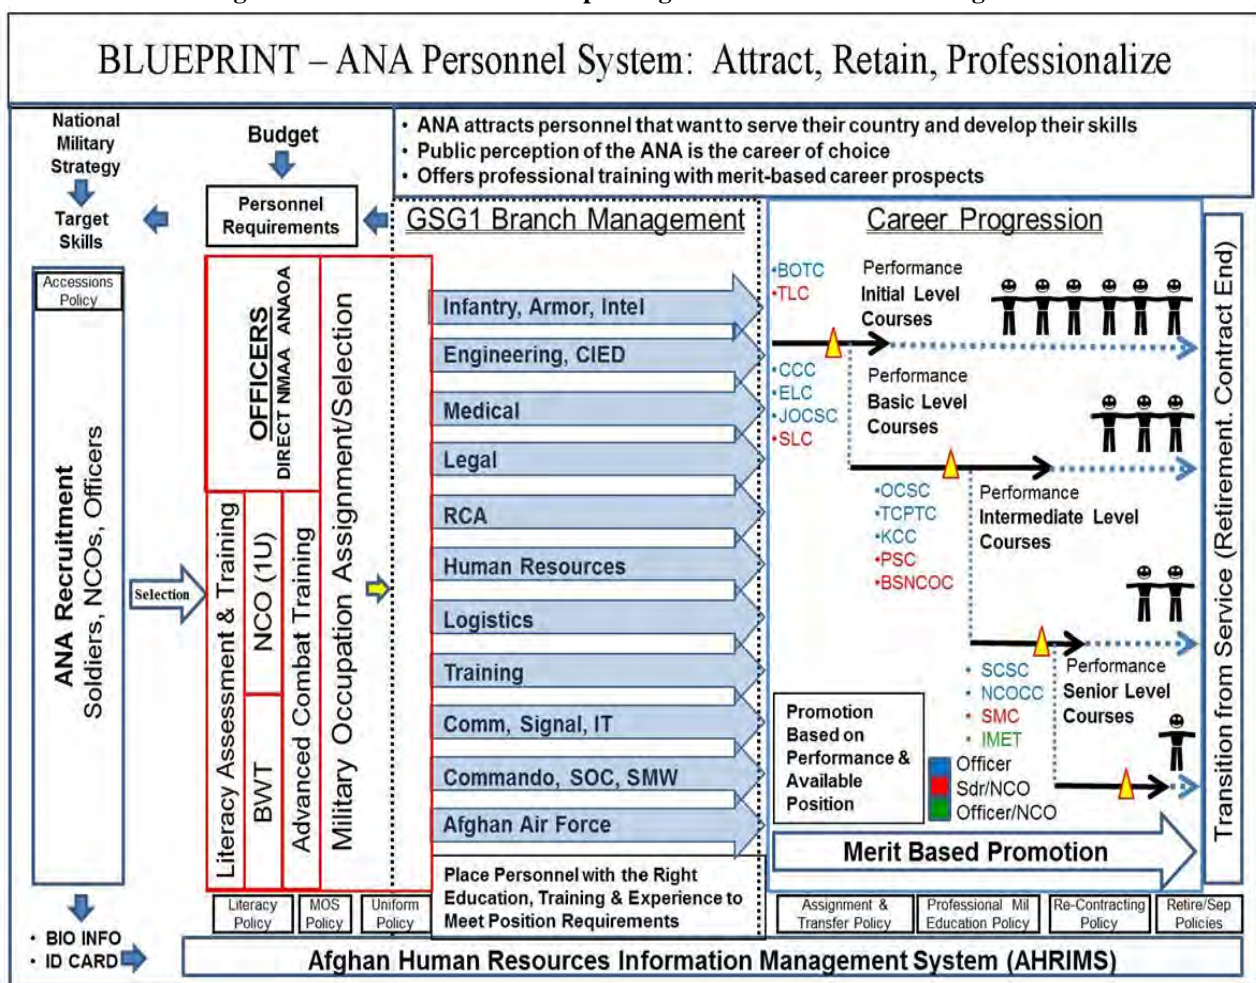 BLUEPRINT – ANA Personnel System: Attract, Retain, Professionalize
National
Military
Strategy
Target
Skills
Budget
Personnel
Requirements
• ANA attracts personnel that want to serve their country and develop their skills
• Public perception of the ANA is the career of choice
• Offers professional training with merit-based career prospects
Accessions
Policy
ANA Recruitment
Soldiers, NCOs, Officers
Selection
• BIO INFO
• ID CARD
OFFICERS
DIRECT NMAA ANAOA
Literacy Assessment & Training
NCO (1U)
BWT
Advanced Combat Training
Military Occupation Assignment/Selection
Literacy
Policy
MOS
Policy
Uniform
Policy
GSG1 Branch Management
Infantry, Armor, Intel
Engineering, CIED
Medical
Legal
RCA
Human Resources
Logistics
Training
Comm, Signal, IT
Commando, SOC, SMW
Afghan Air Force
Place Personnel with the Right
Education, Training & Experience to
Meet Position Requirements
Career Progression
•BOTC
•TLC
Performance
Initial Level
Courses
•CCC
•ELC
•JOCSC
•SLC
Performance
Basic Level
Courses
•OCSC
•TCPTC
•KCC
•PSC
•BSNCOC
Performance
Intermediate Level
Courses
• SCSC
• NCOCC
• SMC
• IMET
Performance
Senior Level
Courses
Promotion
Based on
Performance &
Available
Position
Officer
Sdr/NCO
Officer/NCO
Merit Based Promotion
Assignment &
Transfer Policy
Professional Mil
Education Policy
Re-Contracting
Policy
Retire/Sep
Policies
Transition from Service (Retirement. Contract End)
Afghan Human Resources Information Management System (AHRIMS)